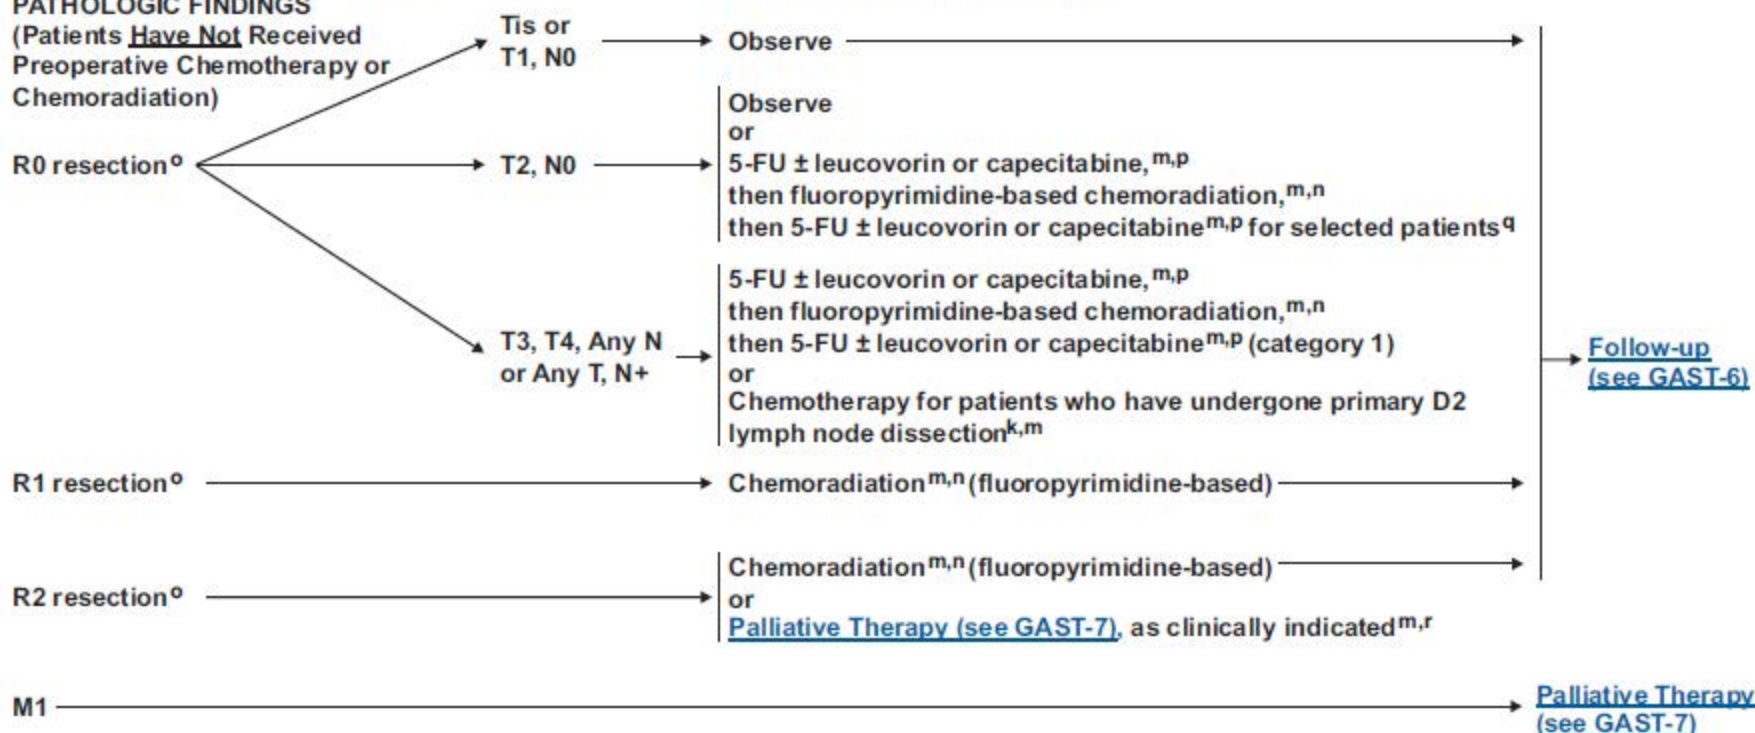 PATHOLOGIC FINDINGS
(Patients Have Not Received
Preoperative Chemotherapy or
Chemoradiation)
R0 resectionᵒ
Tis or
T1, N0
Observe
T2, N0
Observe
or
5-FU ± leucovorin or capecitabine,ᵐ,ᵖ
then fluoropyrimidine-based chemoradiation,ᵐ,ⁿ
then 5-FU ± leucovorin or capecitabineᵐ,ᵖ for selected patients q
T3, T4, Any N
or Any T, N+
5-FU ± leucovorin or capecitabine,ᵐ,ᵖ
then fluoropyrimidine-based chemoradiation,ᵐ,ⁿ
then 5-FU ± leucovorin or capecitabineᵐ,ᵖ (category 1)
or
Chemotherapy for patients who have undergone primary D2
lymph node dissectionᵏ,ᵐ
Follow-up
(see GAST-6)
R1 resectionᵒ
Chemoradiationᵐ,ⁿ (fluoropyrimidine-based)
R2 resectionᵒ
Chemoradiationᵐ,ⁿ (fluoropyrimidine-based)
or
Palliative Therapy (see GAST-7), as clinically indicatedᵐ,ʳ
M1
Palliative Therapy
(see GAST-7)